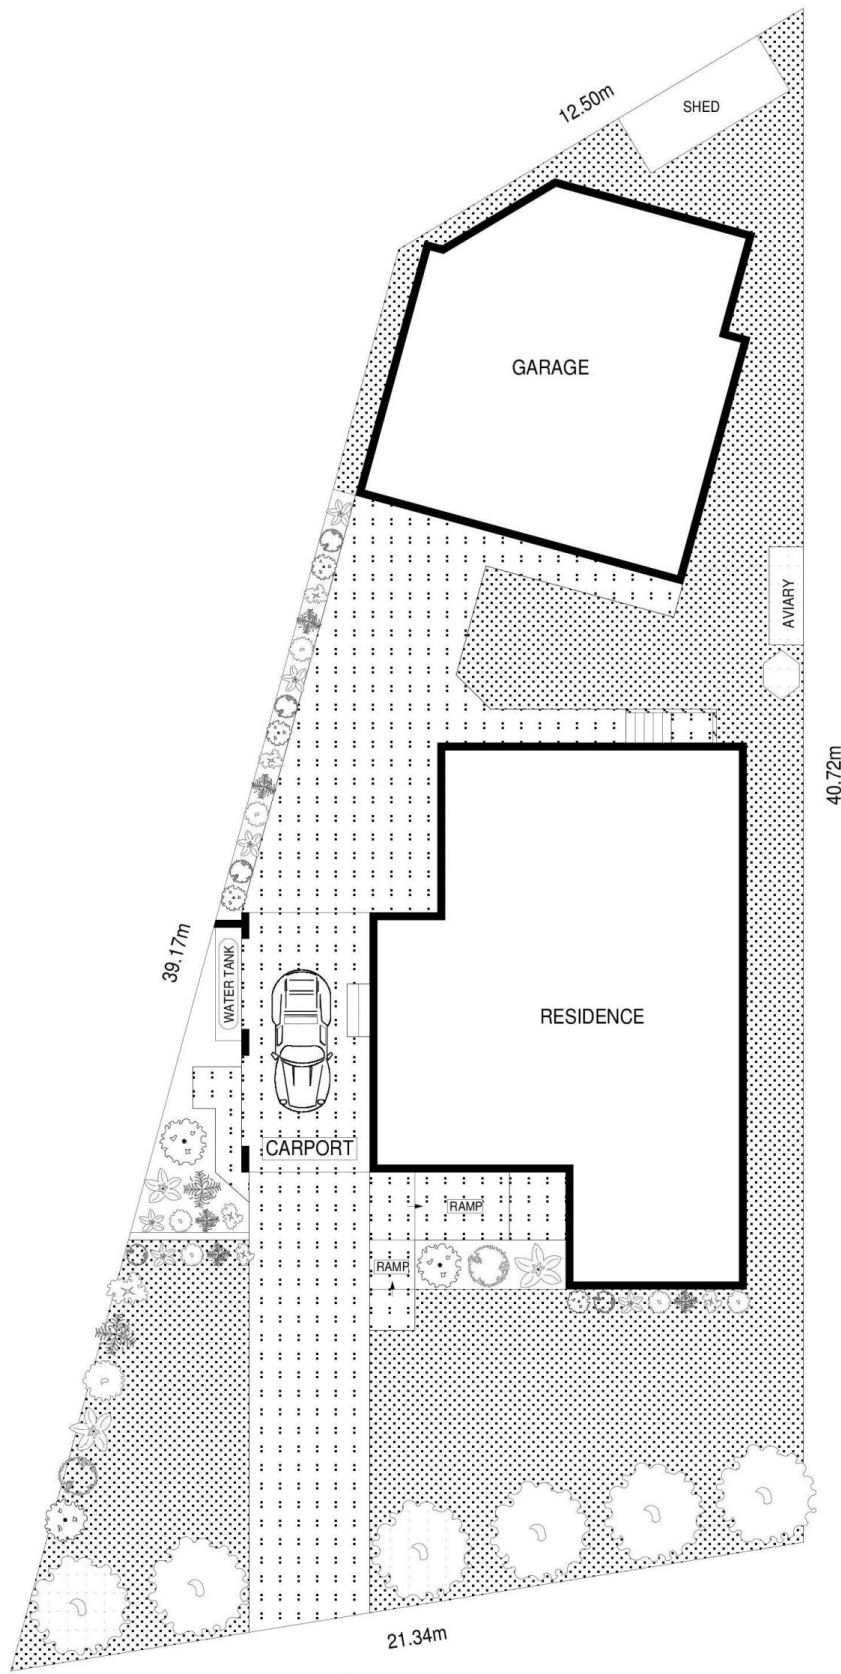 12.50m
SHED
GARAGE
AVIARY
40.72m
39.17m
WATER TANK
RESIDENCE
CARPORT
RAMP
RAMP
21.34m